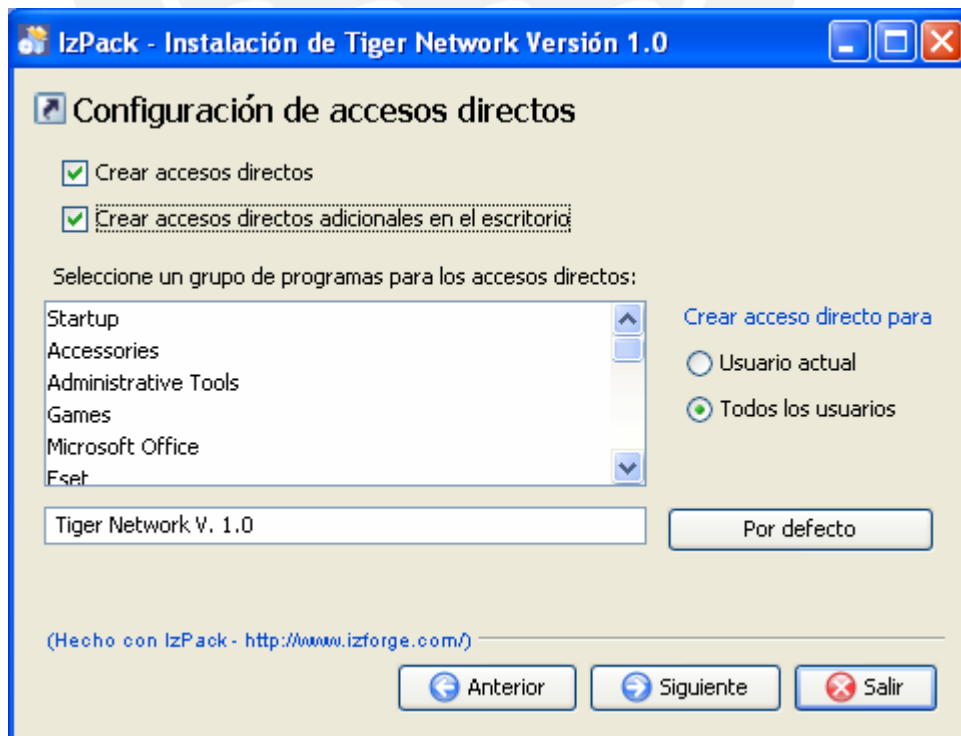 IzPack - Instalación de Tiger Network Versión 1.0
Configuración de accesos directos
Crear accesos directos
Crear accesos directos adicionales en el escritorio
Seleccione un grupo de programas para los accesos directos:
Startup
Accessories
Administrative Tools
Games
Microsoft Office
Eset
Crear acceso directo para
Usuario actual
Todos los usuarios
Tiger Network V. 1.0
Por defecto
(Hecho con IzPack - http://www.izforge.com/)
Anterior
Siguiente
Salir